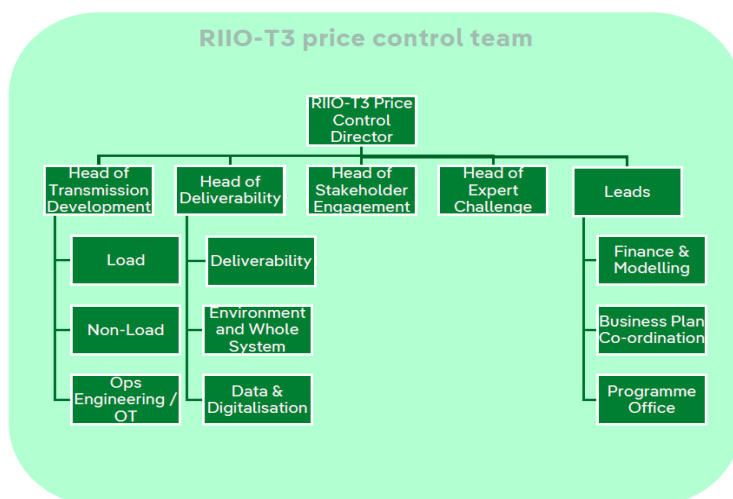 RIIO-T3 price control team
RIIO-T3 Price
Control
Director
Head of
Transmission
Development
Head of
Deliverability
Head of
Stakeholder
Engagement
Head of
Expert
Challenge
Leads
Load
Deliverability
Finance &
Modelling
Non-Load
Environment
and Whole
System
Business Plan
Co-ordination
Ops
Engineering /
OT
Data &
Digitalisation
Programme
Office